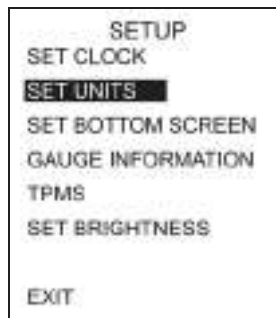 SETUP
SET CLOCK
SET UNITS
SET BOTTOM SCREEN
GAUGE INFORMATION
TPMS
SET BRIGHTNESS
EXIT